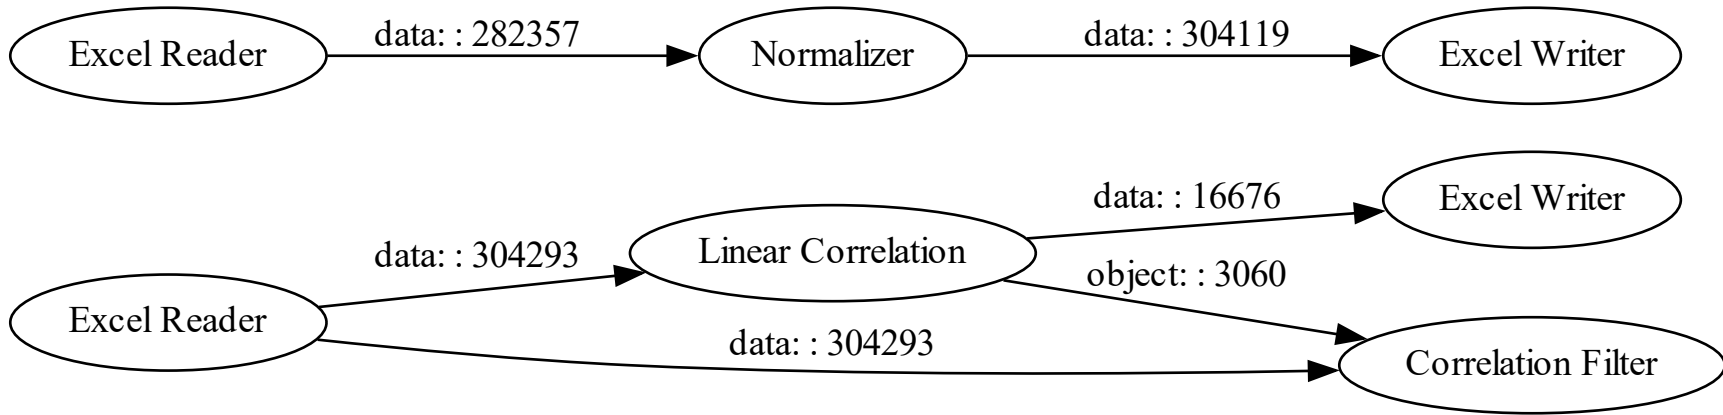 Excel Reader
data: : 282357
Normalizer
data: : 304119
Excel Writer
Excel Reader
data: : 304293
Linear Correlation
data: : 16676
Excel Writer
object: : 3060
data: : 304293
Correlation Filter